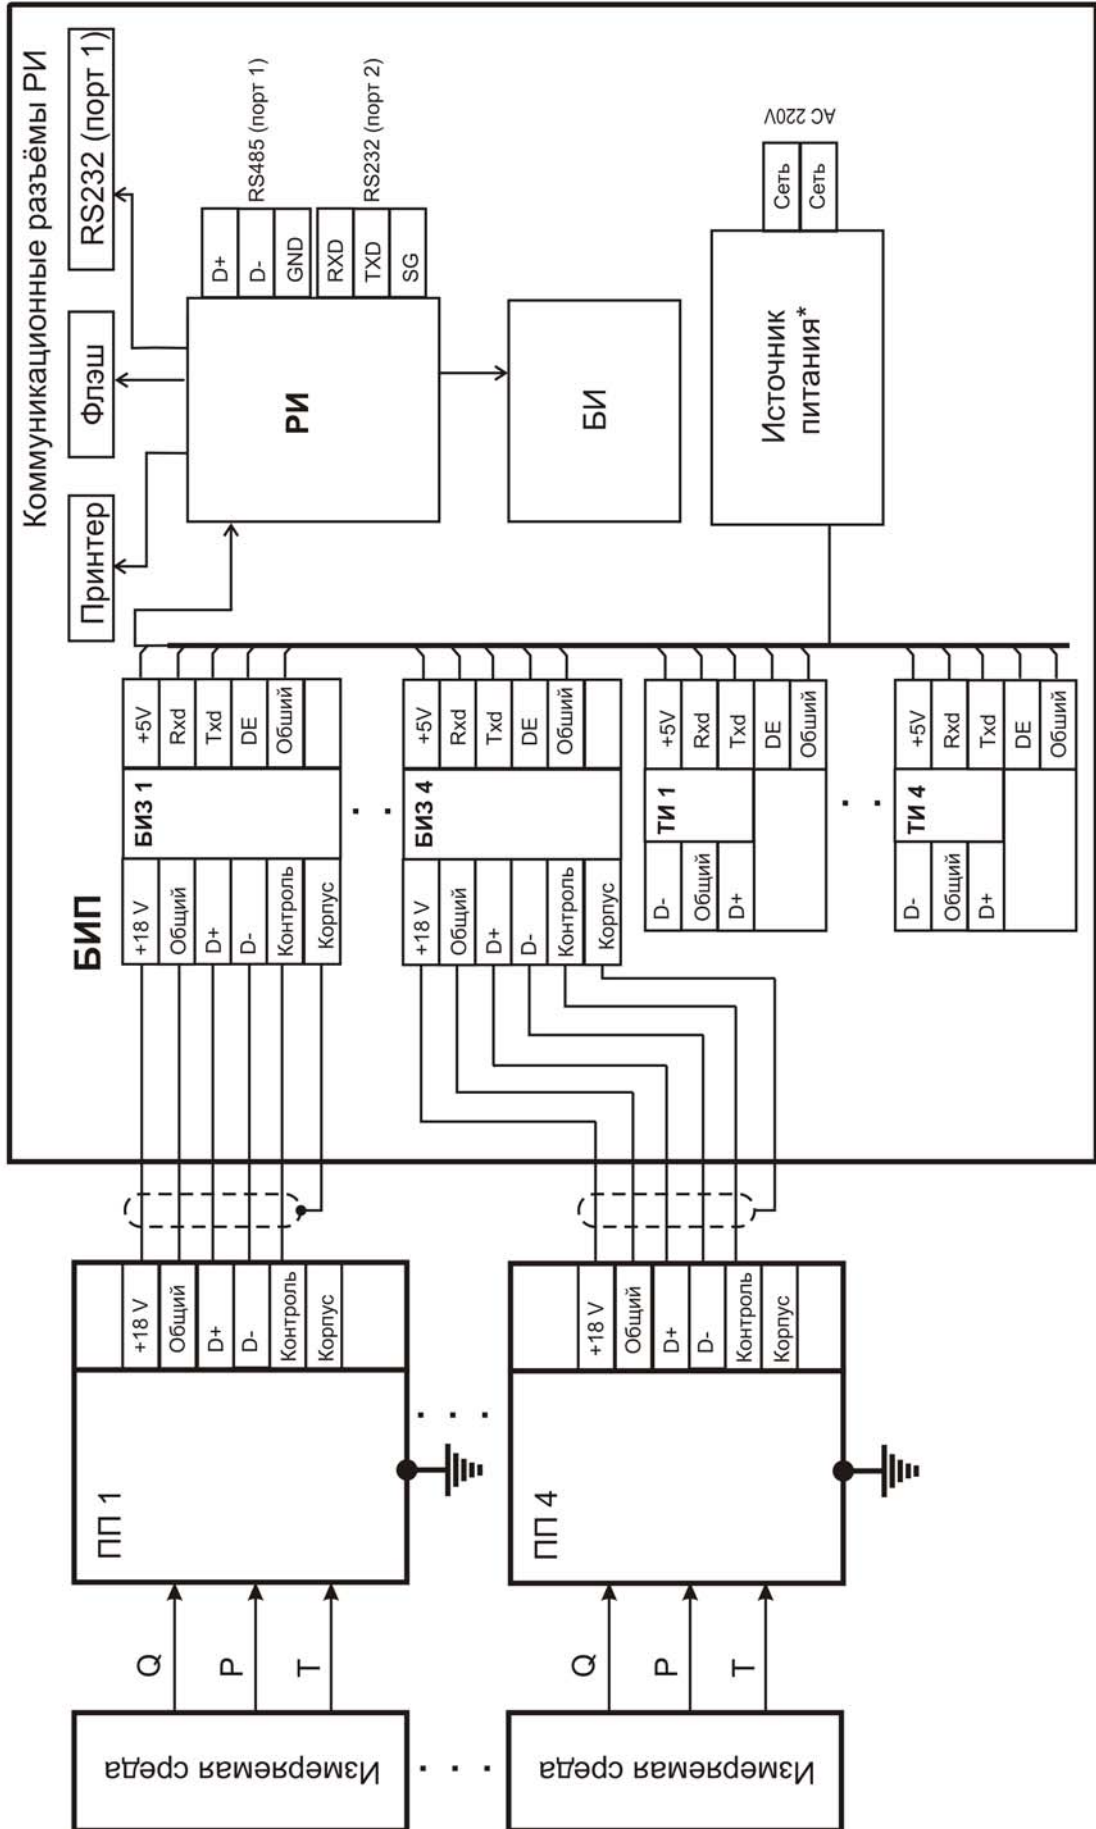 Коммуникационные разъёмы РИ
Принтер
Флэш
RS232 (порт 1)
БИП
Измеряемая
среда
Q
P
T
ПП 1
+18 V
Общий
D+
D-
Контроль
Корпус
+18 V
Общий
D+
D-
Контроль
Корпус
БИЗ 1
+5V
Rxd
Txd
DE
Обший
РИ
D+
D-
GND
RS485 (порт 1)
RXD
TXD
SG
RS232 (порт 2)
Измеряемая
среда
Q
P
T
ПП 4
+18 V
Общий
D+
D-
Контроль
Корпус
+18 V
Общий
D+
D-
Контроль
Корпус
БИЗ 4
+5V
Rxd
Txd
DE
Обший
БИ
D-
Общий
D+
ТИ 1
+5V
Rxd
Txd
DE
Обший
Источник
питания*
Сеть
Сеть
AC 220V
D-
Общий
D+
ТИ 4
+5V
Rxd
Txd
DE
Обший